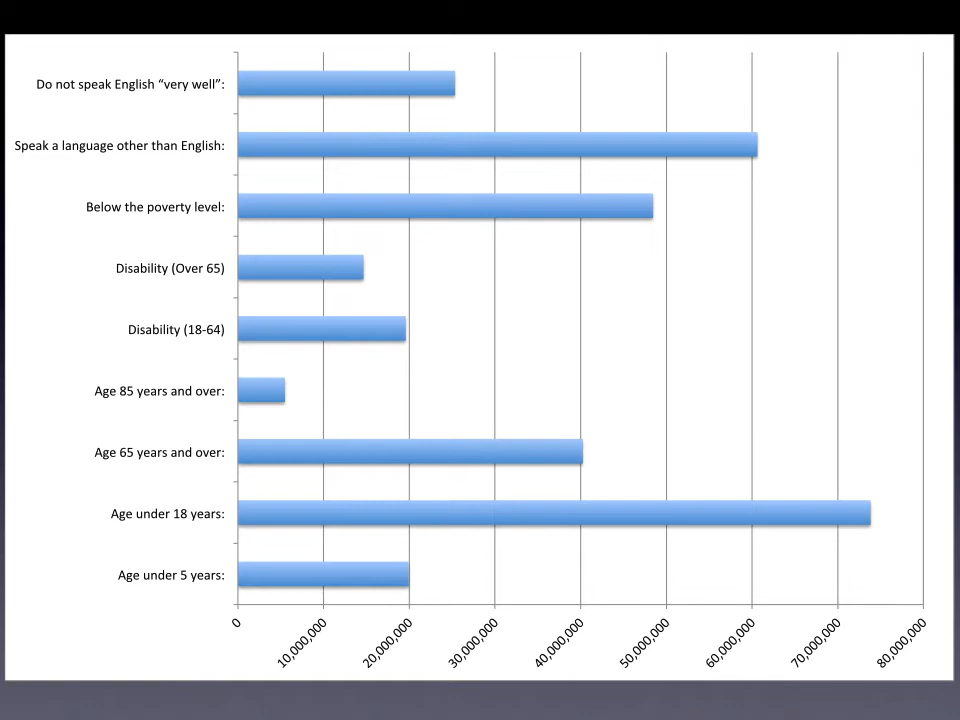 Do not speak English “very well”:
Speak a language other than English:
Below the poverty level:
Disability (Over 65)
Disability (18-64)
Age 85 years and over:
Age 65 years and over:
Age under 18 years:
Age under 5 years:
0
10,000,000
20,000,000
30,000,000
40,000,000
50,000,000
60,000,000
70,000,000
80,000,000